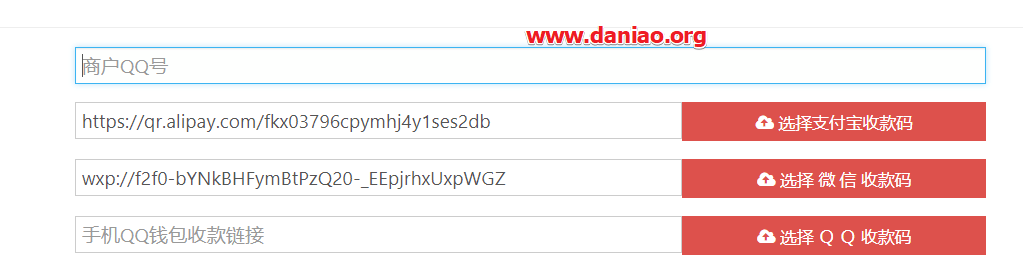 www.daniao.org
商户QQ号
https://qr.alipay.com/fkx03796cpymhj4y1ses2db 选择支付宝收款码
wxp://f2f0-bYNkBHFymBtPzQ20-_EEpjrhxUxpWGZ 选择 微 信 收款码
手机QQ钱包收款链接 选择 Ｑ Ｑ 收款码